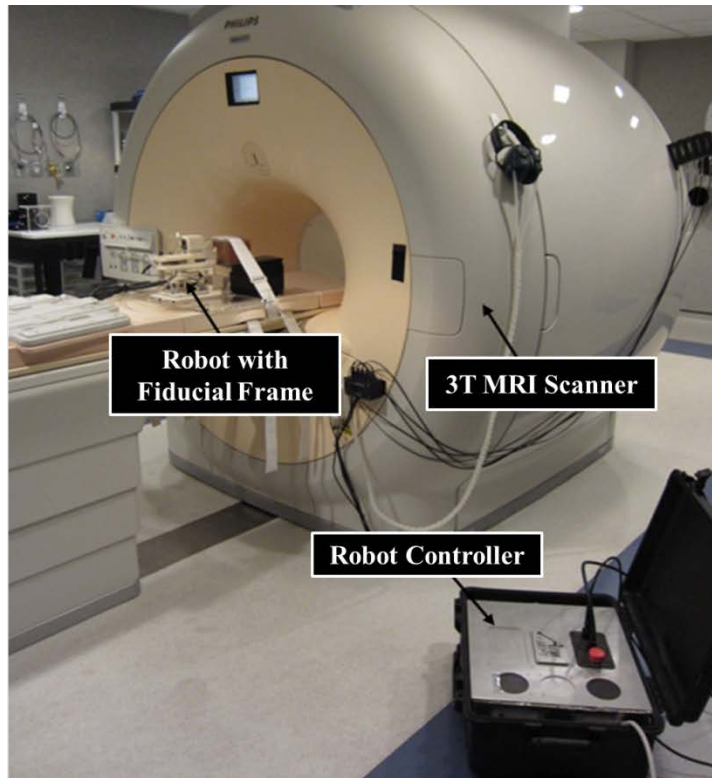 PHILIPS
Robot with
Fiducial Frame
3T MRI Scanner
Robot Controller